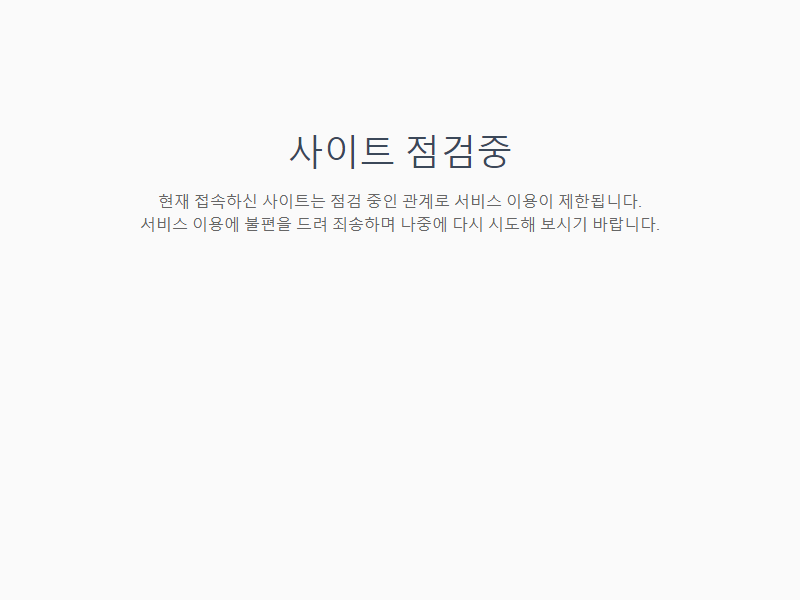 사이트 점검중
현재 접속하신 사이트는 점검 중인 관계로 서비스 이용이 제한됩니다.
서비스 이용에 불편을 드려 죄송하며 나중에 다시 시도해 보시기 바랍니다.